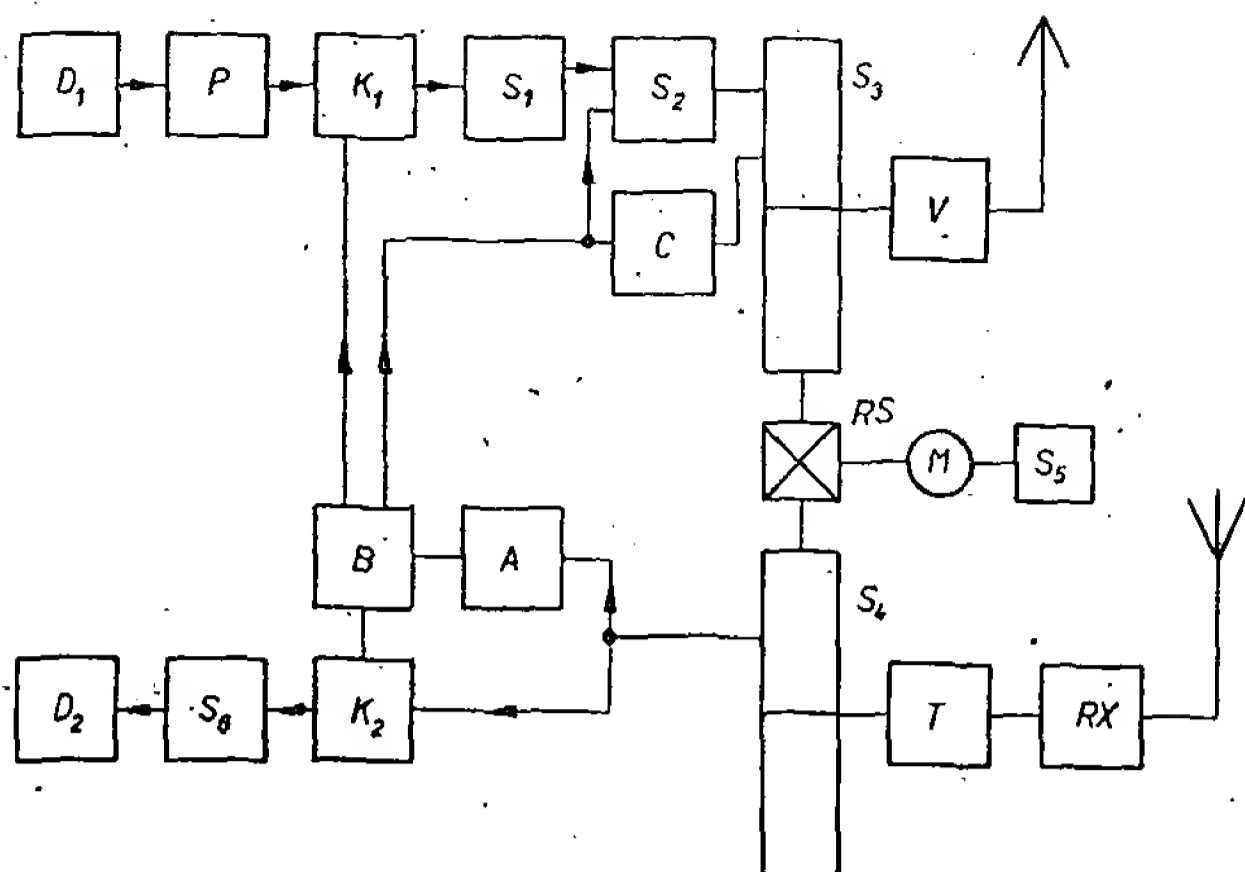 D₁ P K₁ S₁ S₂ S₃
C V
RS
M S₅
B A
S₄
D₂ S₆ K₂ T RX